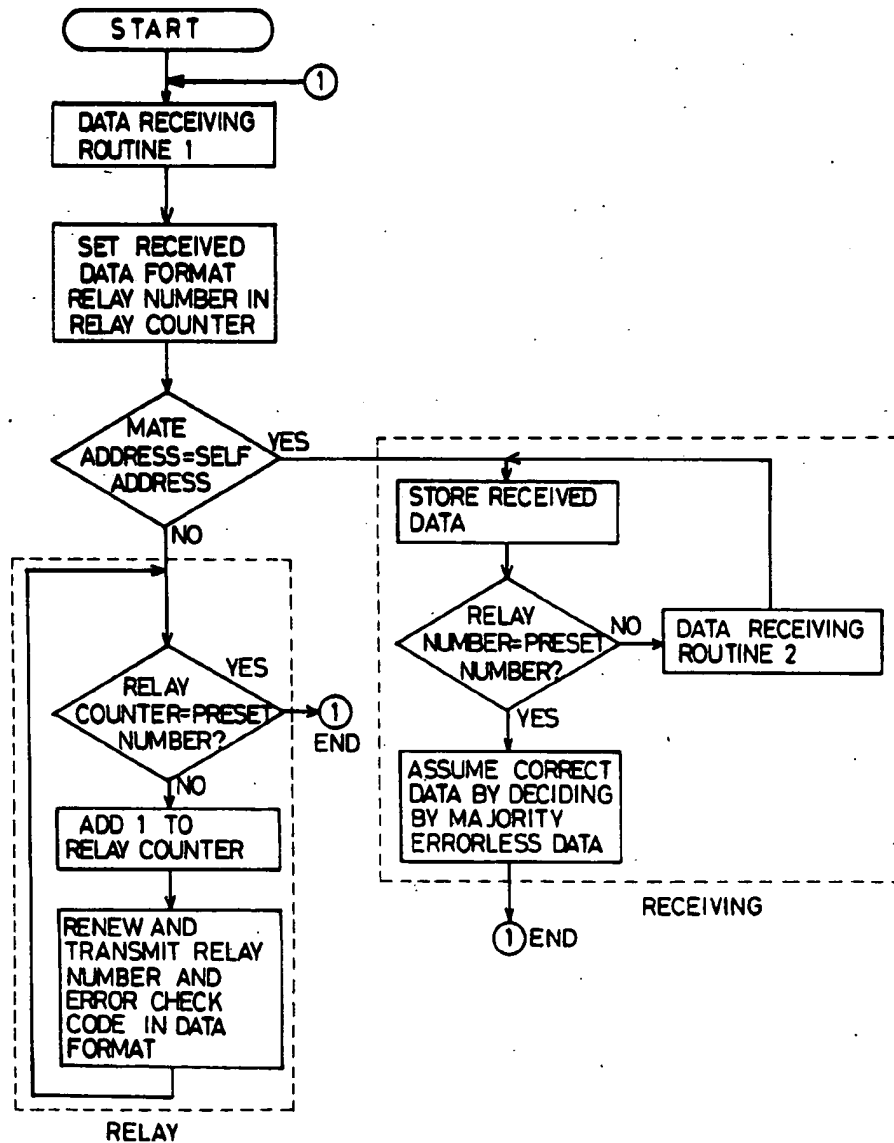 START
1
DATA RECEIVING
ROUTINE 1
SET RECEIVED
DATA FORMAT
RELAY NUMBER IN
RELAY COUNTER
MATE
ADDRESS=SELF
ADDRESS
YES
NO
RELAY
COUNTER=PRESET
NUMBER?
YES
1
END
NO
ADD 1 TO
RELAY COUNTER
RENEW AND
TRANSMIT RELAY
NUMBER AND
ERROR CHECK
CODE IN DATA
FORMAT
RELAY
STORE RECEIVED
DATA
RELAY
NUMBER=PRESET
NUMBER?
NO
DATA RECEIVING
ROUTINE 2
YES
ASSUME CORRECT
DATA BY DECIDING
BY MAJORITY
ERRORLESS DATA
RECEIVING
1 END